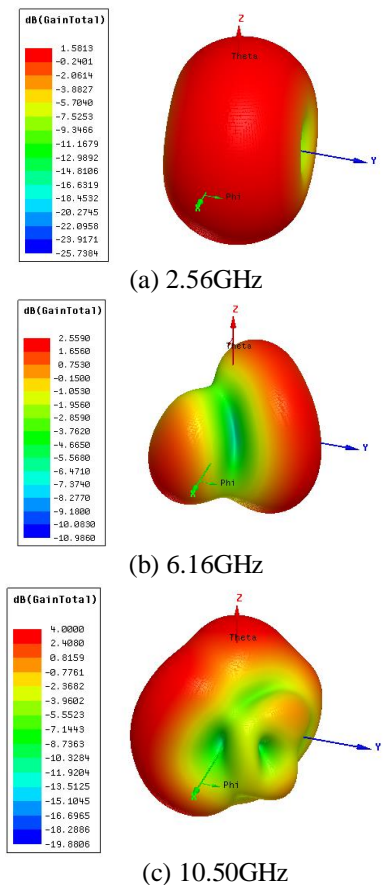 dB(GainTotal)
1.5813
-0.2401
-2.0614
-3.8827
-5.7040
-7.5253
-9.3466
-11.1679
-12.9892
-14.8106
-16.6319
-18.4532
-20.2745
-22.0958
-23.9171
-25.7384
Z
Theta
Y
Phi
X
(a) 2.56GHz
dB(GainTotal)
2.5590
1.6560
0.7530
-0.1500
-1.0530
-1.9560
-2.8590
-3.7620
-4.6650
-5.5680
-6.4710
-7.3740
-8.2770
-9.1800
-10.0830
-10.9860
Z
Theta
Y
Phi
X
(b) 6.16GHz
dB(GainTotal)
4.0000
2.4080
0.8159
-0.7761
-2.3682
-3.9602
-5.5523
-7.1443
-8.7363
-10.3284
-11.9204
-13.5125
-15.1045
-16.6965
-18.2886
-19.8806
Z
Theta
Y
Phi
X
(c) 10.50GHz